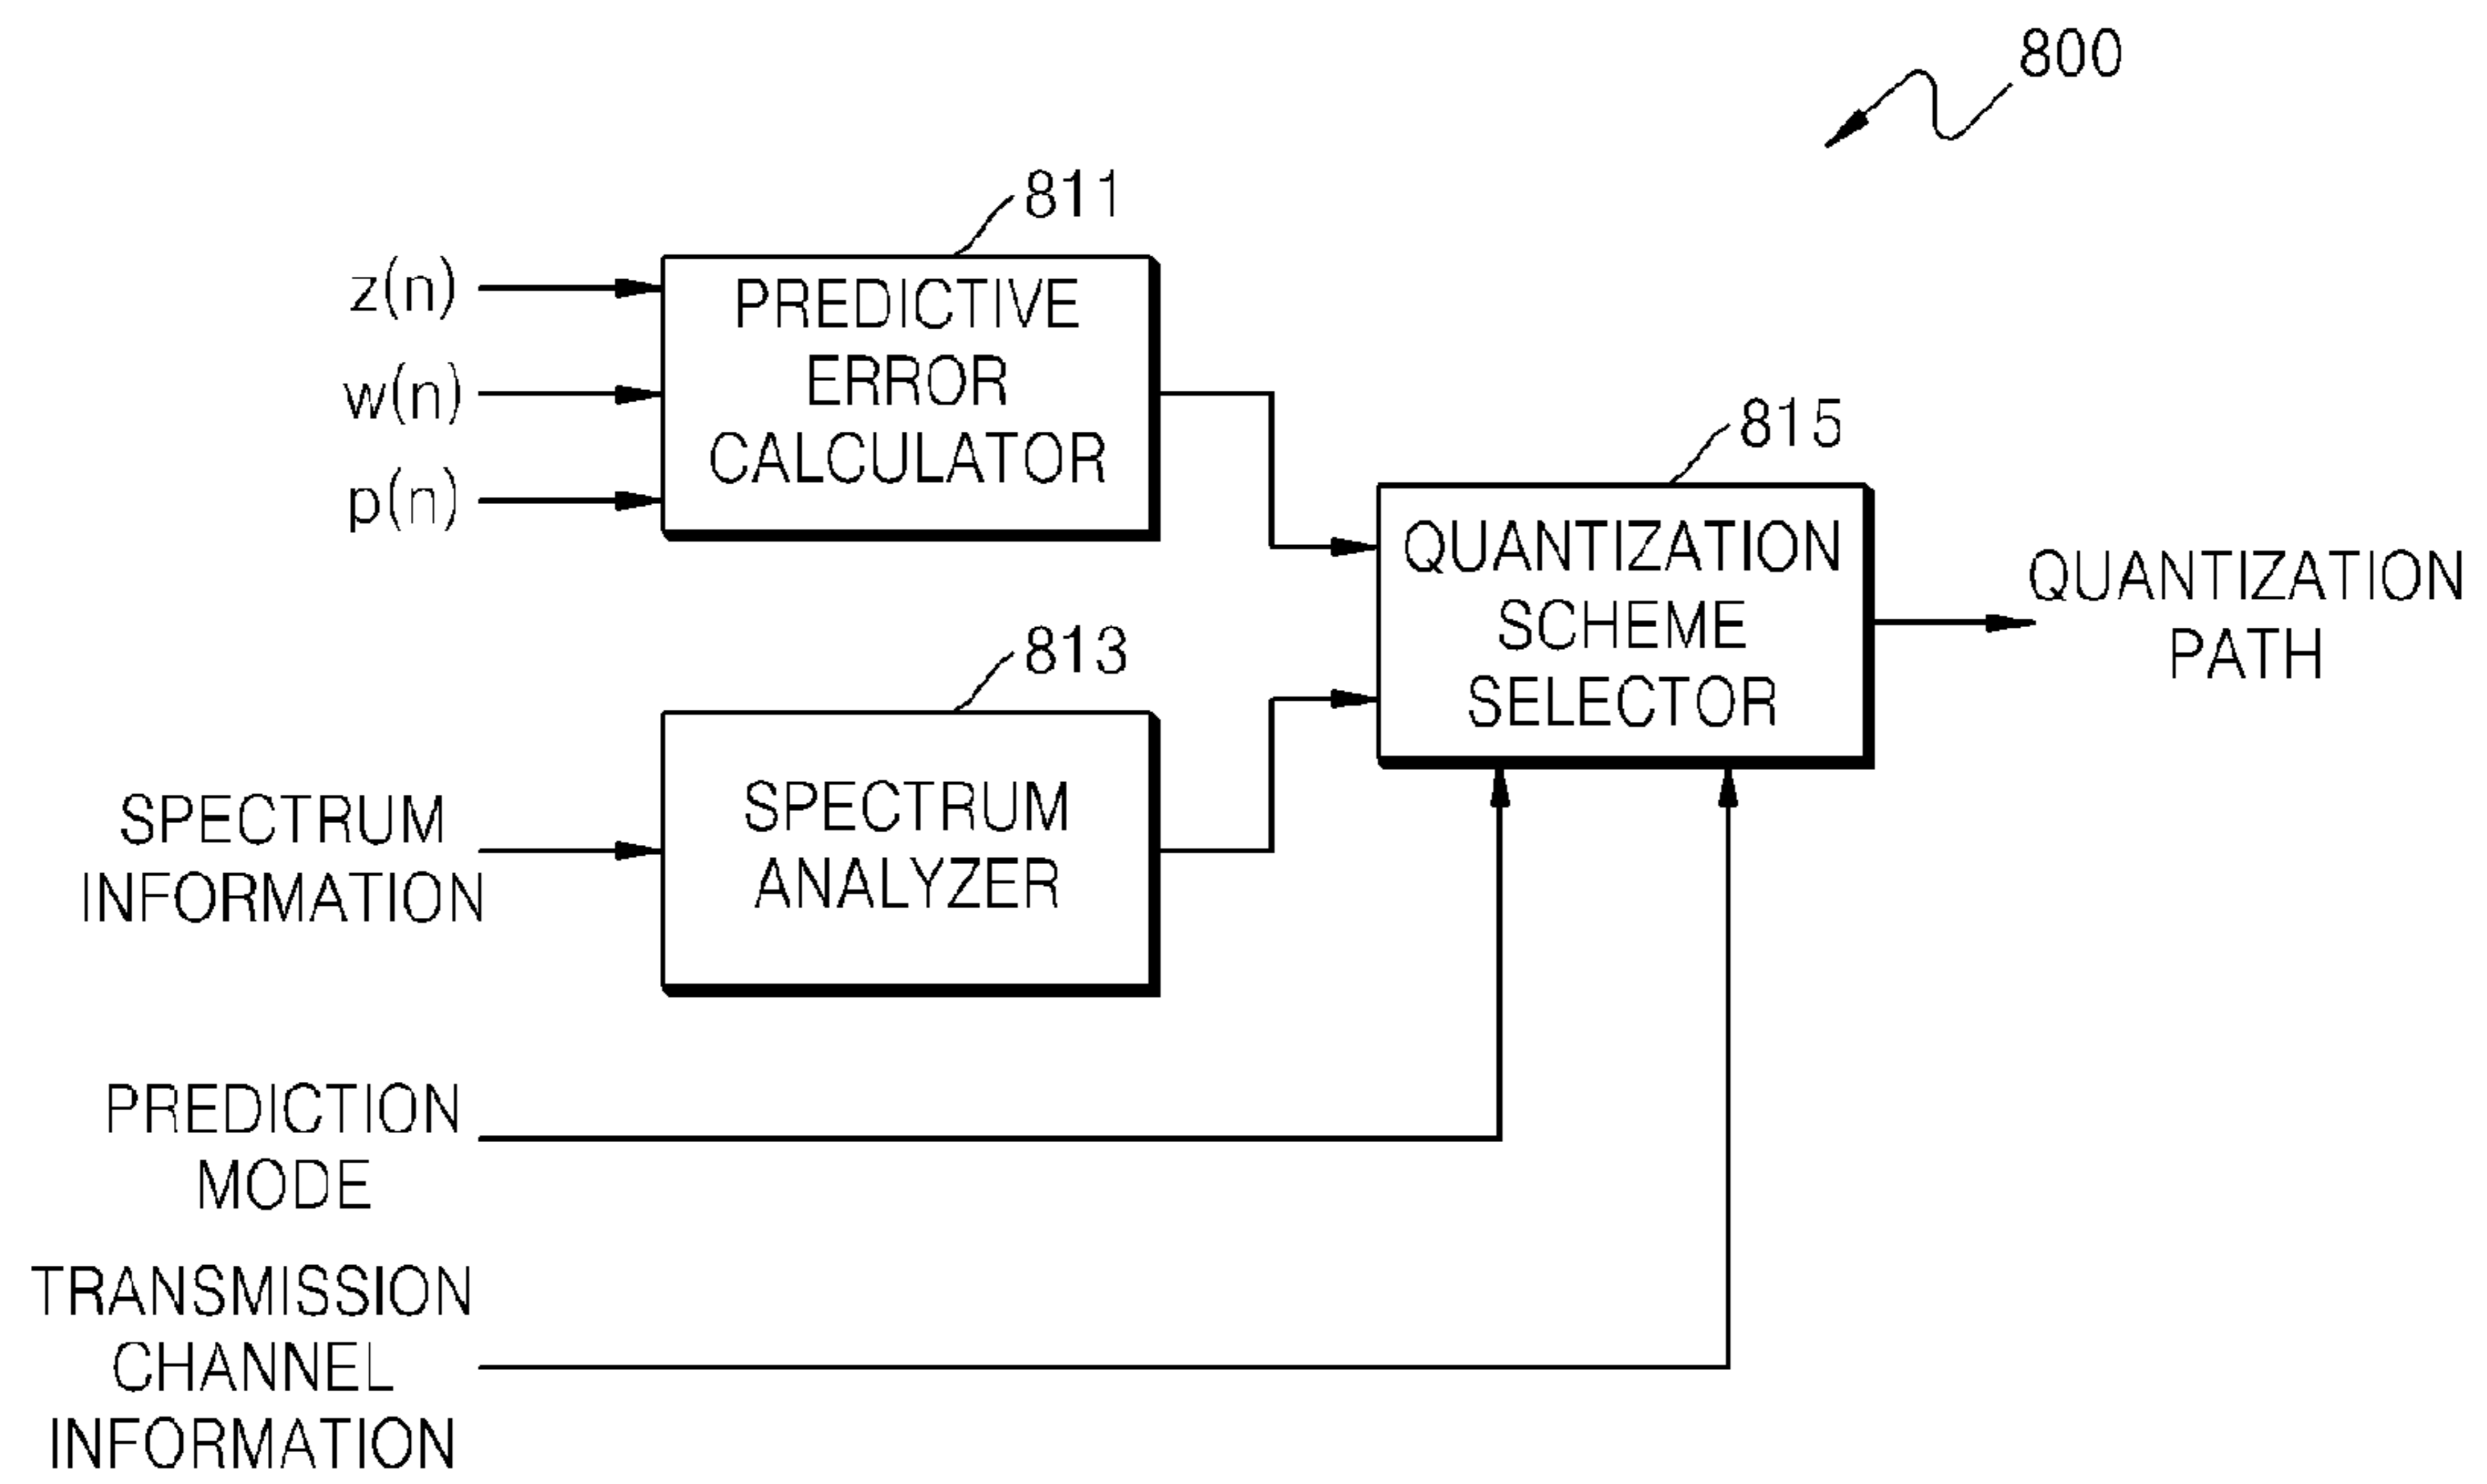 800
811
z(n)
w(n)
p(n)
PREDICTIVE
ERROR
CALCULATOR
815
QUANTIZATION
SCHEME
SELECTOR
QUANTIZATION
PATH
813
SPECTRUM
INFORMATION
SPECTRUM
ANALYZER
PREDICTION
MODE
TRANSMISSION
CHANNEL
INFORMATION